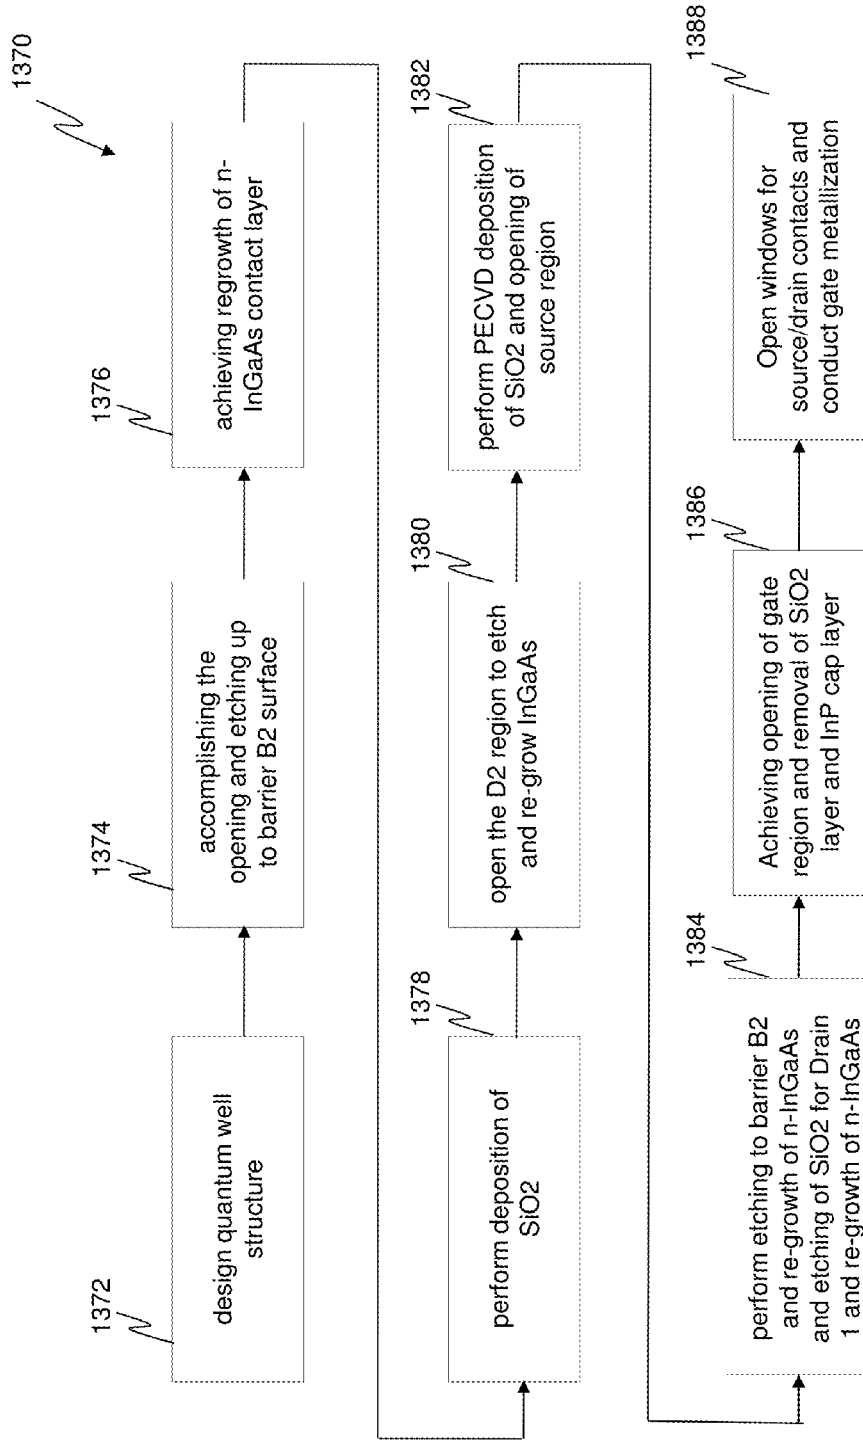 1370
1372
design quantum well
structure
1374
accomplishing the
opening and etching up
to barrier B2 surface
1376
achieving regrowth of n-
InGaAs contact layer
1378
perform deposition of
SiO2
1380
open the D2 region to etch
and re-grow InGaAs
1382
perform PECVD deposition
of SiO2 and opening of
source region
1384
perform etching to barrier B2
and re-growth of n-InGaAs
and etching of SiO2 for Drain
1 and re-growth of n-InGaAs
1386
Achieving opening of gate
region and removal of SiO2
layer and InP cap layer
1388
Open windows for
source/drain contacts and
conduct gate metallization